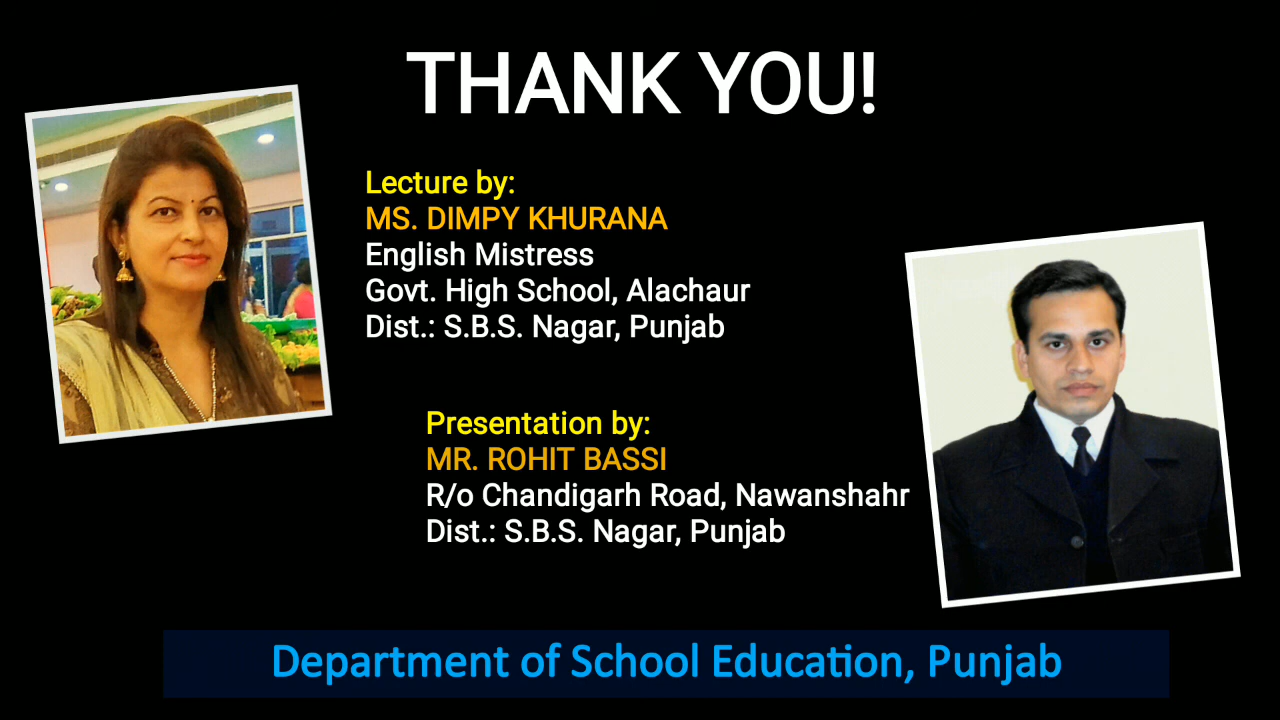 THANK YOU!
Lecture by:
MS. DIMPY KHURANA
English Mistress
Govt. High School, Alachaur
Dist.: S.B.S. Nagar, Punjab
Presentation by:
MR. ROHIT BASSI
R/o Chandigarh Road, Nawanshahr
Dist.: S.B.S. Nagar, Punjab
Department of School Education, Punjab